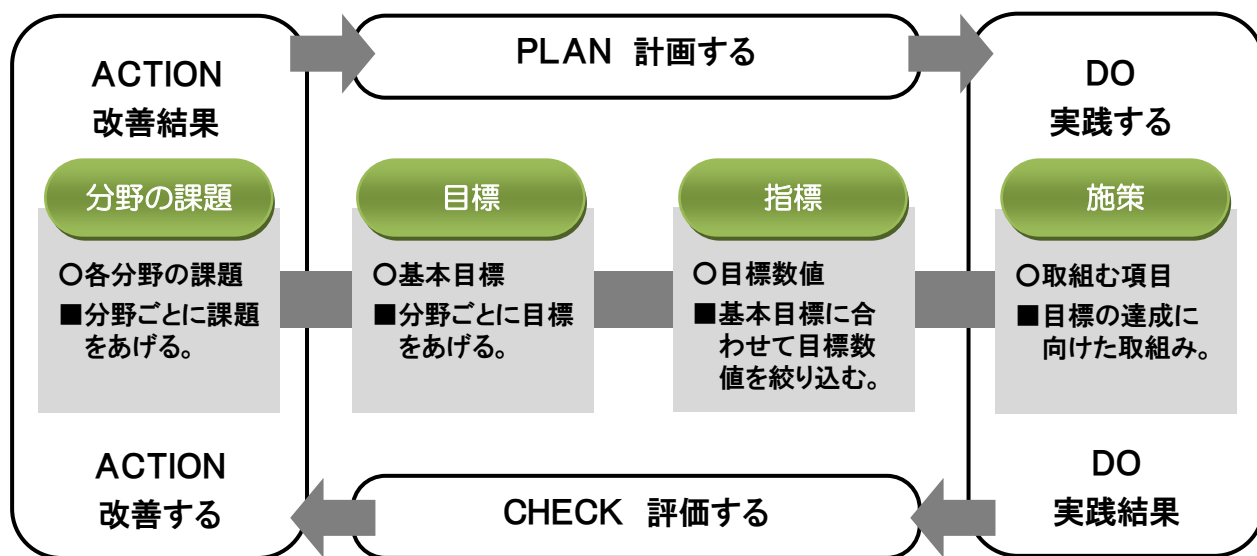 ACTION
改善結果
PLAN 計画する
DO
実践する
分野の課題
〇各分野の課題
■分野ごとに課題
をあげる。
目標
〇基本目標
■分野ごとに目標
をあげる。
指標
〇目標数値
■基本目標に合
わせて目標数
値を絞り込む。
施策
〇取組む項目
■目標の達成に
向けた取組み。
ACTION
改善する
CHECK 評価する
DO
実践結果